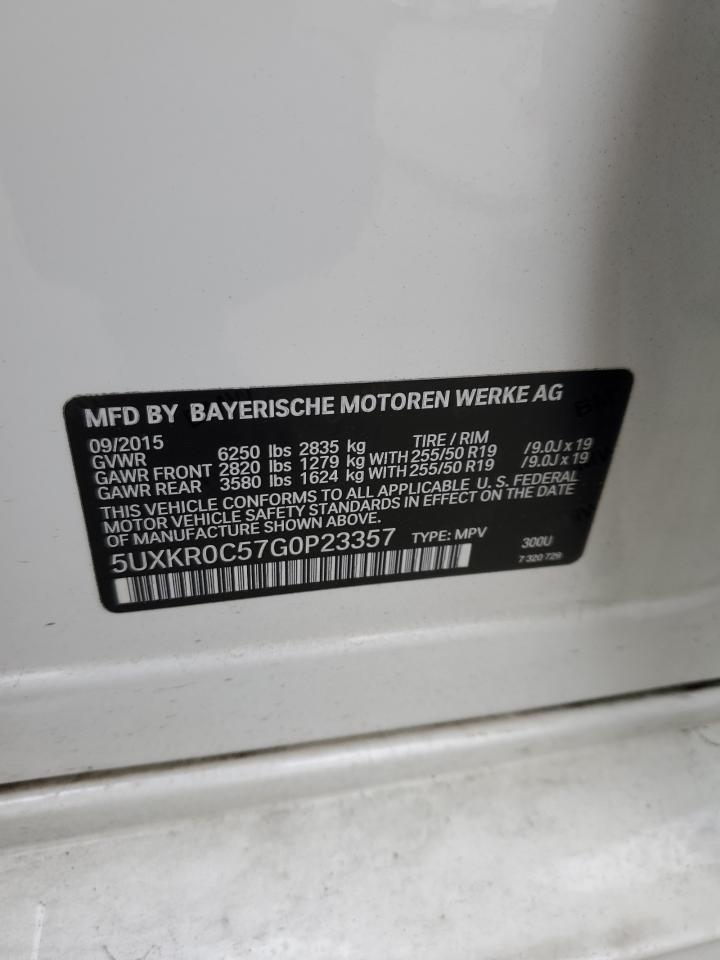 MFD BY BAYERISCHE MOTOREN WERKE AG
09/2015 TIRE / RIM
GVWR 6250 lbs 2835 kg
GAWR FRONT 2820 lbs 1279 kg WITH 255/50 R19 /9.0J x 19
GAWR REAR 3580 lbs 1624 kg WITH 255/50 R19 /9.0J x 19
THIS VEHICLE CONFORMS TO ALL APPLICABLE U.S. FEDERAL
MOTOR VEHICLE SAFETY STANDARDS IN EFFECT ON THE DATE
OF MANUFACTURE SHOWN ABOVE.
5UXKR0C57G0P23357 TYPE: MPV 300U
7 320 729